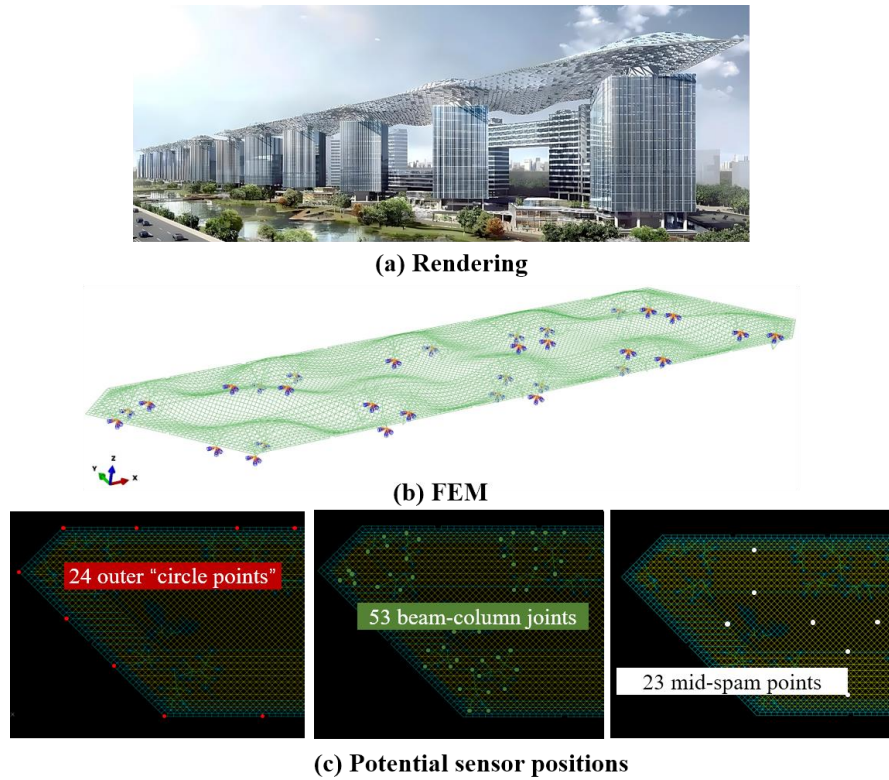 (a) Rendering
Z
Y
X
(b) FEM
24 outer “circle points”
53 beam-column joints
23 mid-spam points
(c) Potential sensor positions